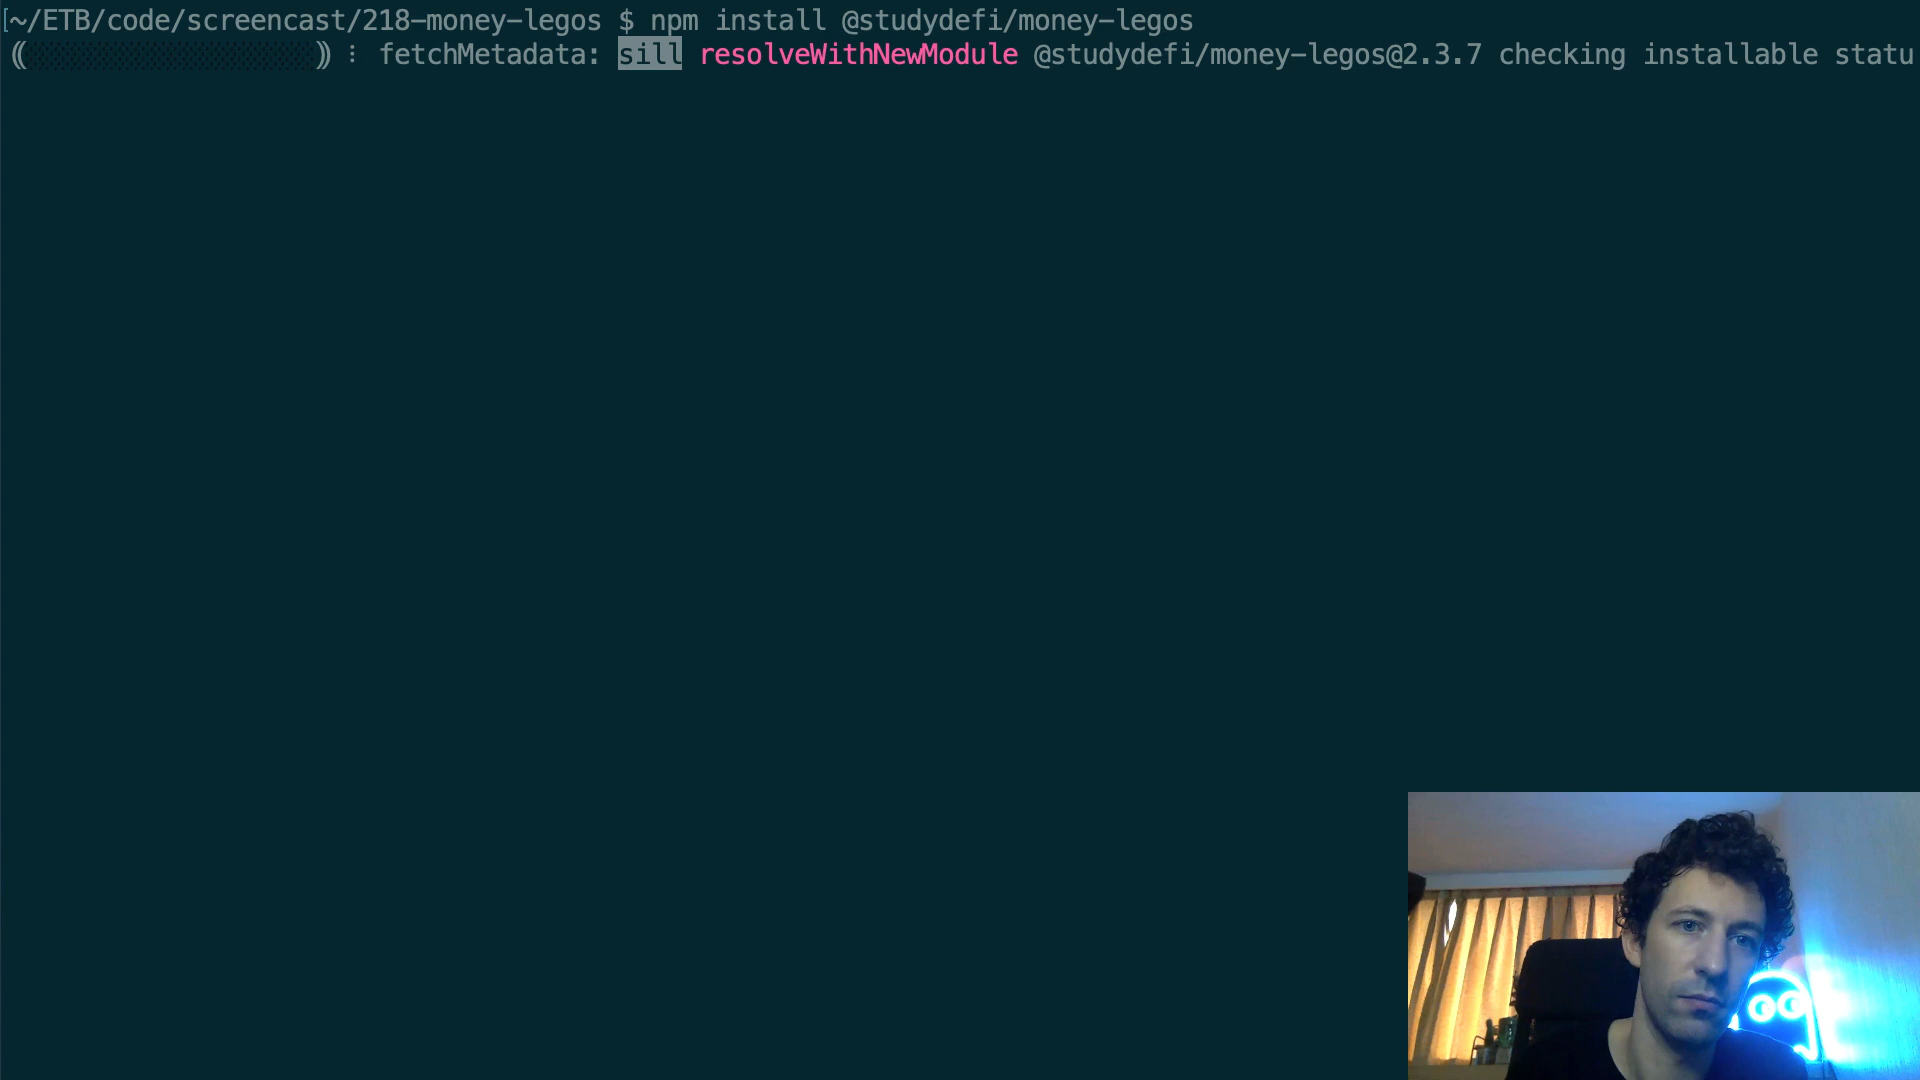 [~/ETB/code/screencast/218-money-legos $ npm install @studydefi/money-legos
(( )) ⸽ fetchMetadata: sill resolveWithNewModule @studydefi/money-legos@2.3.7 checking installable statu